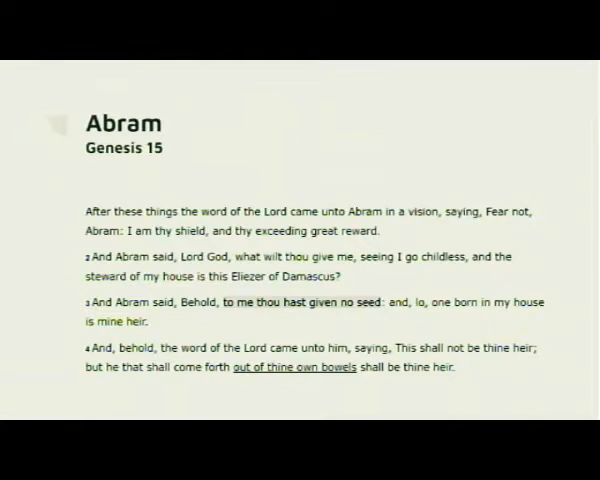 Abram
Genesis 15
After these things the word of the Lord came unto Abram in a vision, saying, Fear not,
Abram: I am thy shield, and thy exceeding great reward.
2 And Abram said, Lord God, what wilt thou give me, seeing I go childless, and the
steward of my house is this Eliezer of Damascus?
3 And Abram said, Behold, to me thou hast given no seed: and, lo, one born in my house
is mine heir.
4 And, behold, the word of the Lord came unto him, saying, This shall not be thine heir;
but he that shall come forth out of thine own bowels shall be thine heir.